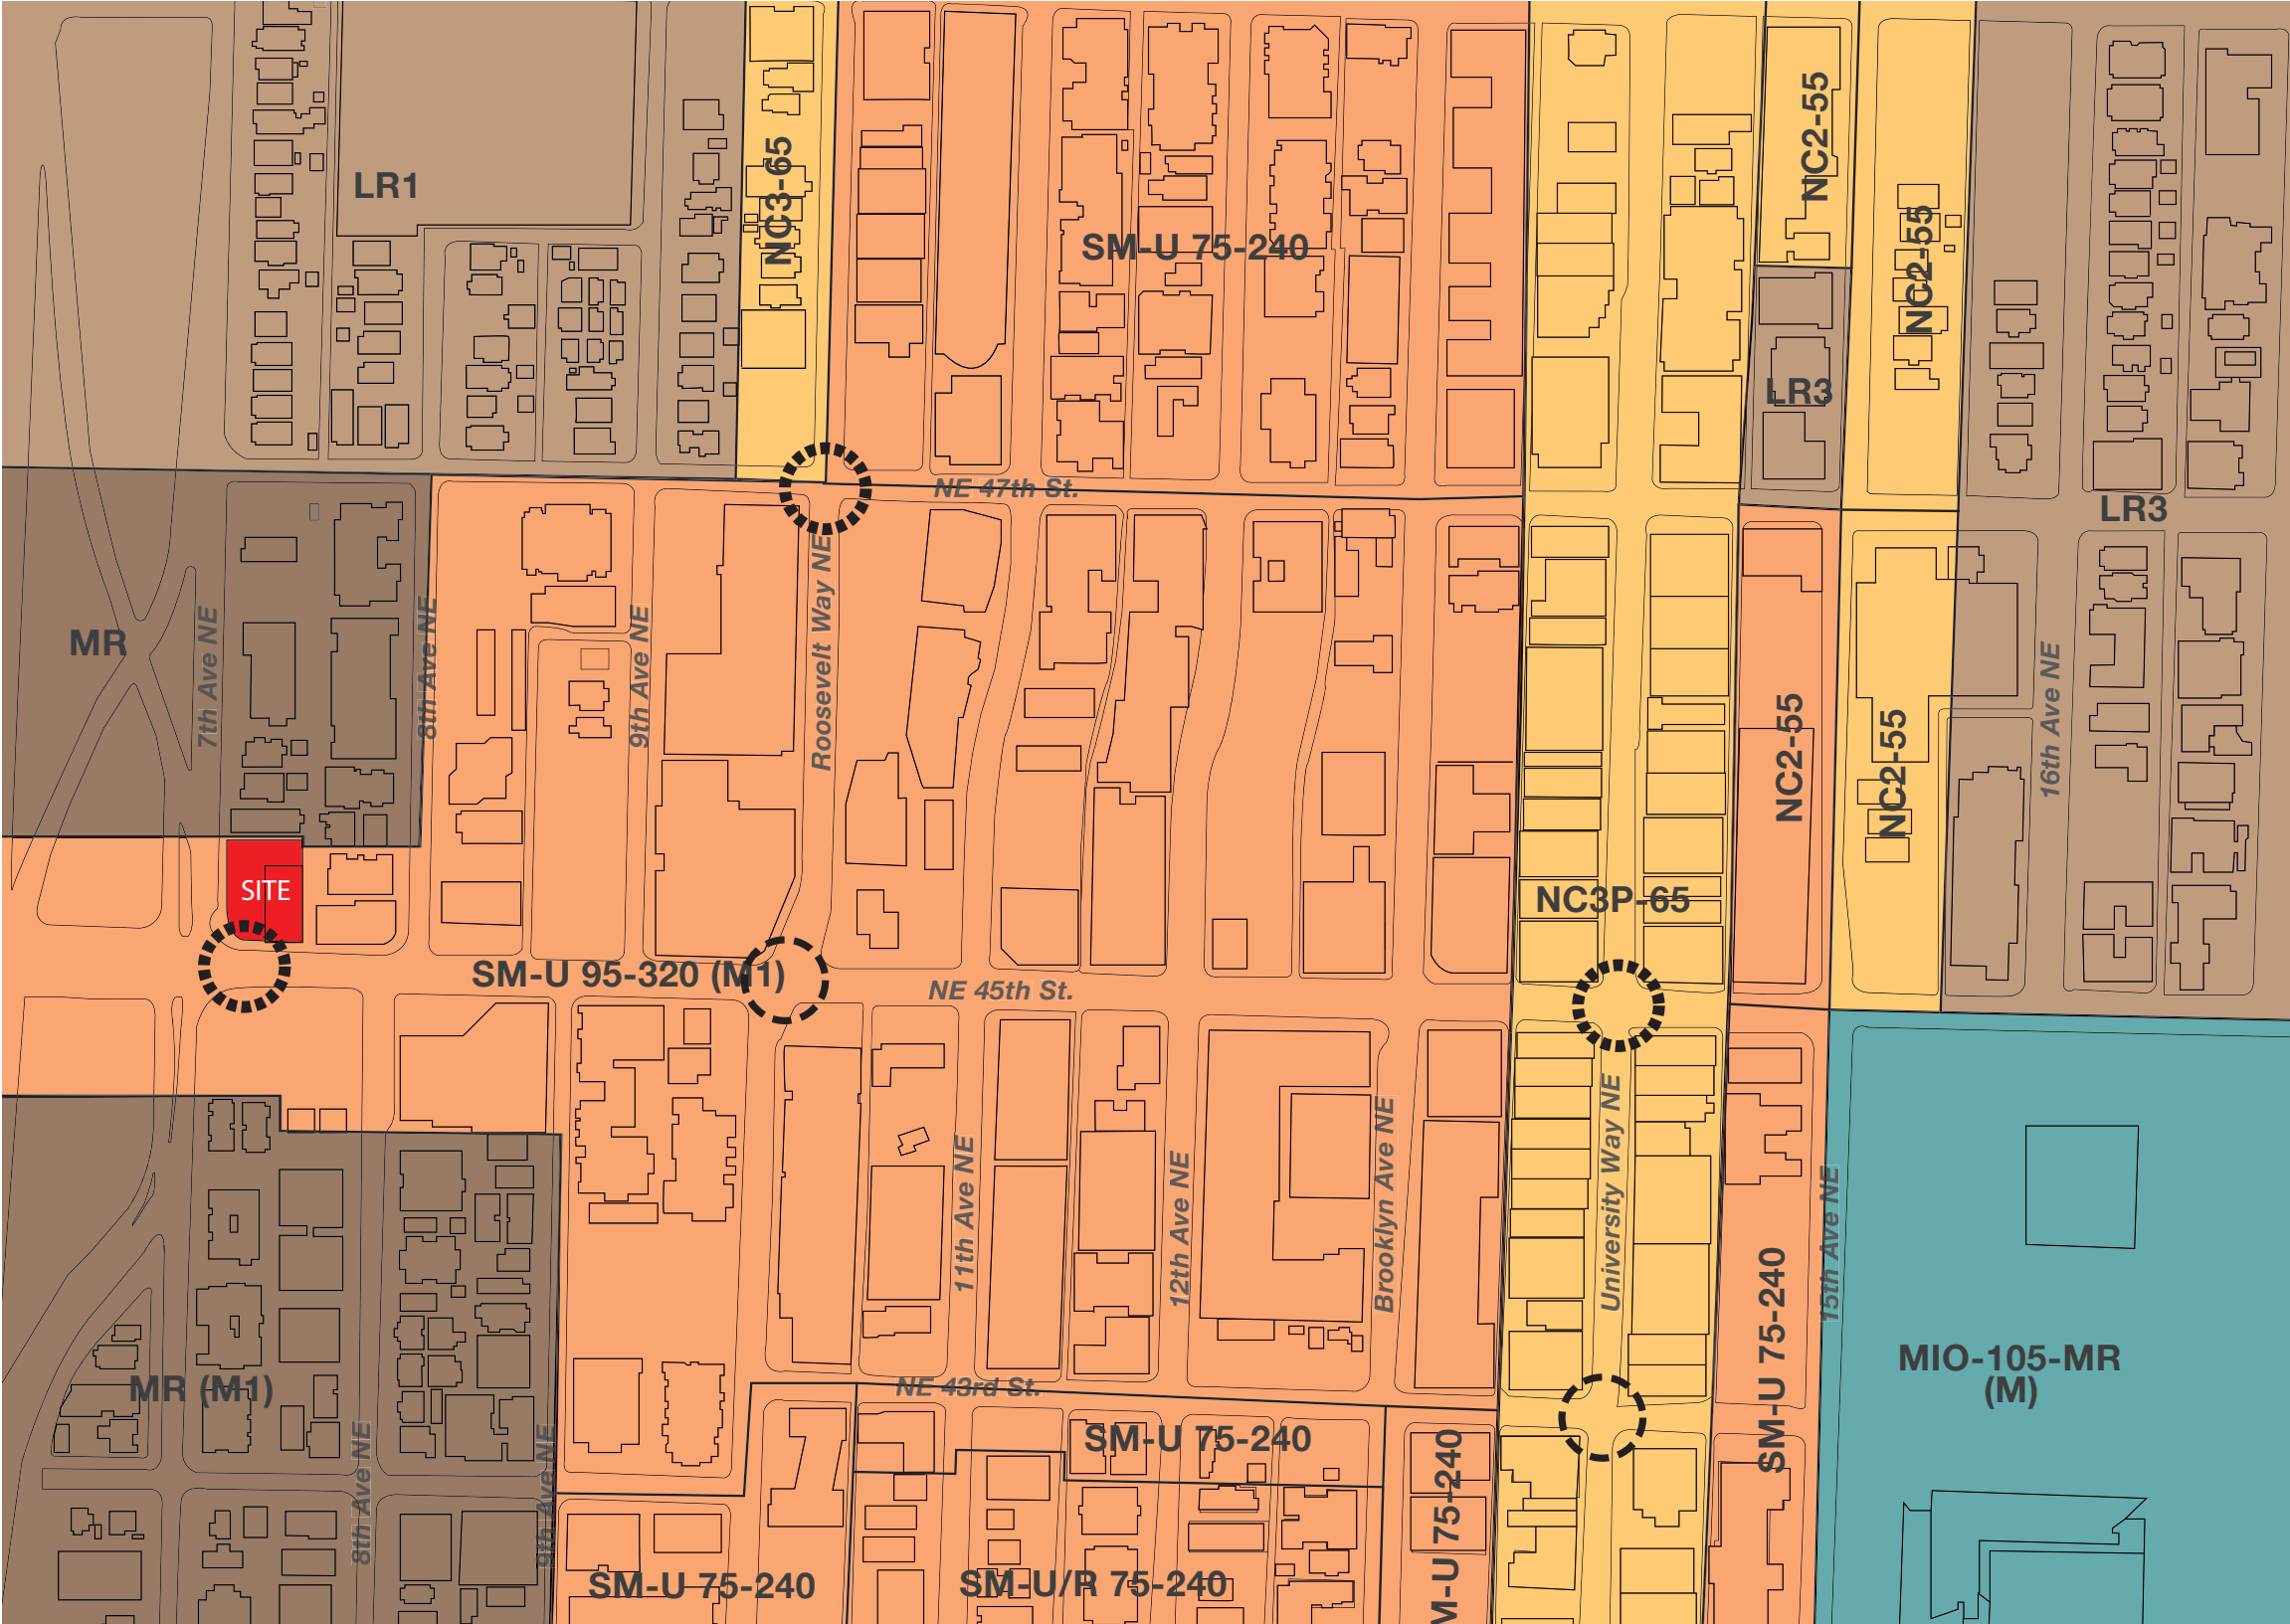 NC2-55
NC3-65
LR1
NC2-55
SM-U 75-240
LR3
NE 47th St.
LR3
MR
7th Ave NE
8th Ave NE
9th Ave NE
Roosevelt Way NE
16th Ave NE
NC2-55
NC2-55
SITE
NC3P-65
SM-U 95-320 (M1)
NE 45th St.
11th Ave NE
12th Ave NE
Brooklyn Ave NE
University Way NE
15th Ave NE
SM-U 75-240
MIO-105-MR
(M)
MR (M1)
NE 43rd St.
8th Ave NE
9th Ave NE
SM-U 75-240
M-U 75-240
SM-U 75-240
SM-U/R 75-240